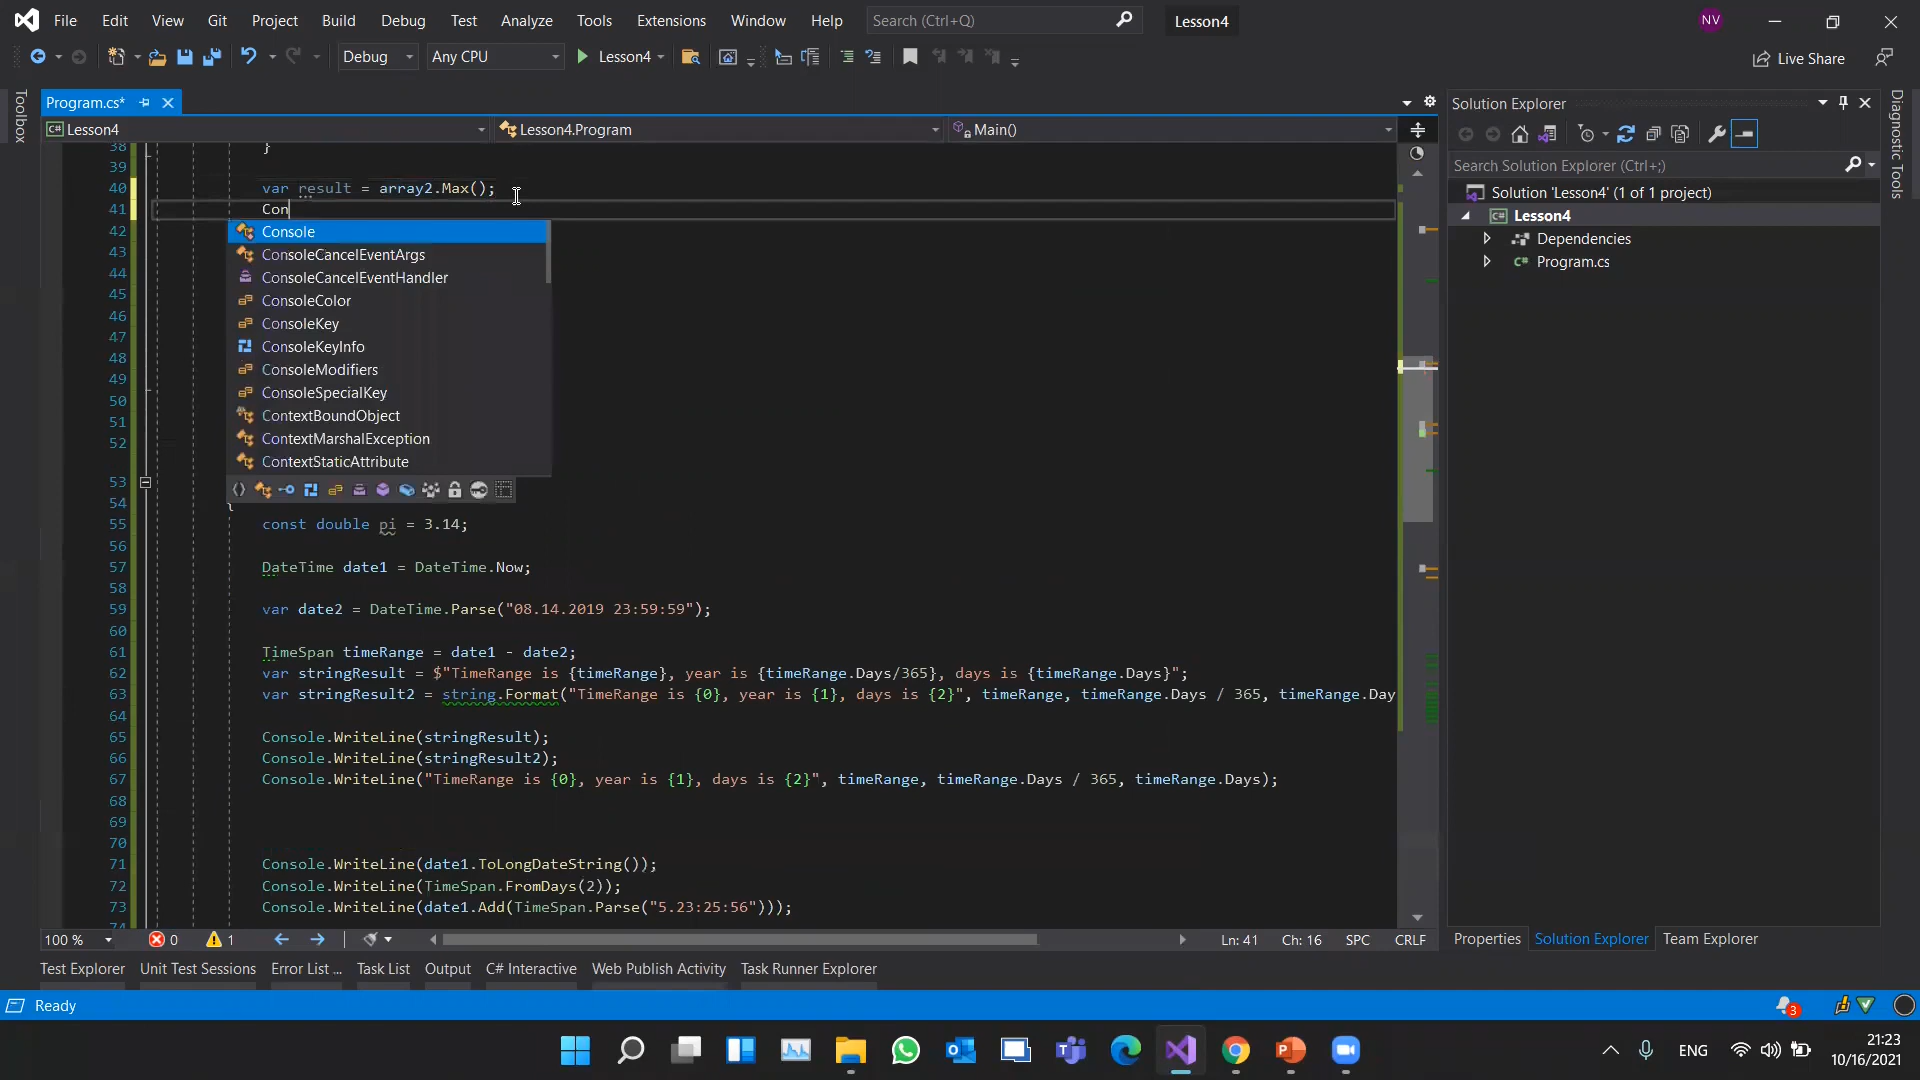 File Edit View Git Project Build Debug Test Analyze Tools Extensions Window Help Search (Ctrl+Q) Lesson4 NV
Debug Any CPU Lesson4 Live Share
Toolbox
Program.cs*
Lesson4 Lesson4.Program Main()
38 }
39
40 var result = array2.Max();
41 Con
42 Console
43 ConsoleCancelEventArgs
44 ConsoleCancelEventHandler
45 ConsoleColor
46 ConsoleKey
47 ConsoleKeyInfo
48 ConsoleModifiers
49 ConsoleSpecialKey
50 ContextBoundObject
51 ContextMarshalException
52 ContextStaticAttribute
53
54 {
55 const double pi = 3.14;
56
57 DateTime date1 = DateTime.Now;
58
59 var date2 = DateTime.Parse("08.14.2019 23:59:59");
60
61 TimeSpan timeRange = date1 - date2;
62 var stringResult = $"TimeRange is {timeRange}, year is {timeRange.Days/365}, days is {timeRange.Days}";
63 var stringResult2 = string.Format("TimeRange is {0}, year is {1}, days is {2}", timeRange, timeRange.Days / 365, timeRange.Day
64
65 Console.WriteLine(stringResult);
66 Console.WriteLine(stringResult2);
67 Console.WriteLine("TimeRange is {0}, year is {1}, days is {2}", timeRange, timeRange.Days / 365, timeRange.Days);
68
69
70
71 Console.WriteLine(date1.ToLongDateString());
72 Console.WriteLine(TimeSpan.FromDays(2));
73 Console.WriteLine(date1.Add(TimeSpan.Parse("5.23:25:56")));
74
100 % 0 1 Ln: 41 Ch: 16 SPC CRLF
Solution Explorer
Search Solution Explorer (Ctrl+;)
Solution 'Lesson4' (1 of 1 project)
Lesson4
Dependencies
Program.cs
Properties Solution Explorer Team Explorer
Diagnostic Tools
Test Explorer Unit Test Sessions Error List ... Task List Output C# Interactive Web Publish Activity Task Runner Explorer
Ready 3
ENG 21:23
10/16/2021